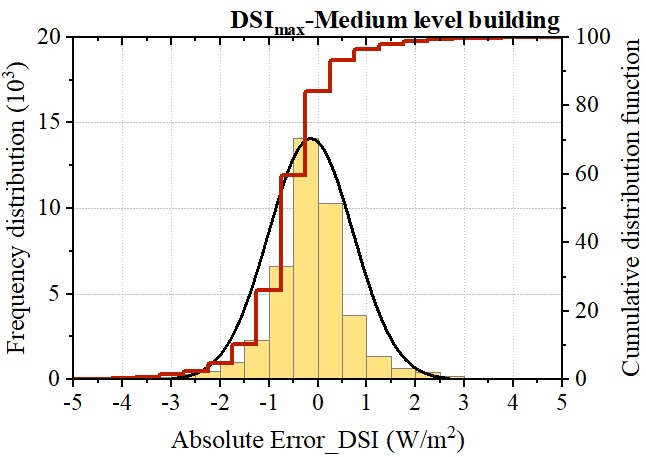 DSImax-Medium level building
Frequency distribution (10³)
20
15
10
5
0
100
80
60
40
20
0
Cumulative distribution function
-5 -4 -3 -2 -1 0 1 2 3 4 5
Absolute Error_DSI (W/m²)